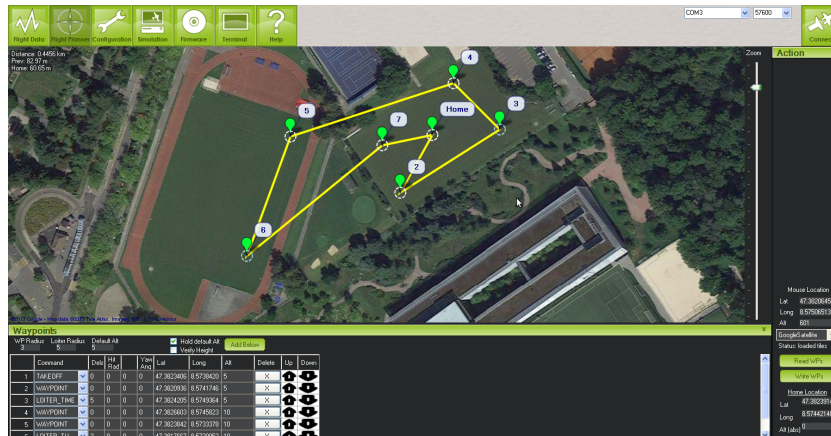 COM3 57600
Flight Data Flight Planner Configuration Simulation Firmware Terminal Help Connect
Distance: 0.4456 km
Prev: 82.97 m
Home: 60.65 m
Zoom
Action
4
5
7
Home
3
2
6
Mouse Location
Lat 47.3820645
Long 8.57506513
Alt 601
GoogleSatellite
Status: loaded tiles
Read WPs
Write WPs
Home Location
Lat 47.3823914
Long 8.5744214
Alt (abs) 0
Waypoints
WP Radius Loiter Radius Default Alt
3 5 5
Hold default Alt
Verify Height
Add Below
Command Hit Rad Yaw Ang Lat Long Alt Delete Up Down
1 TAKEOFF 0 0 0 0 47.3823406 8.5738420 5 X
2 WAYPOINT 0 0 0 0 47.3820936 8.5741746 5 X
3 LOITER_TIME 5 0 0 0 47.3824205 8.5749364 5 X
4 WAYPOINT 0 0 0 0 47.3826603 8.5745823 10 X
5 WAYPOINT 0 0 0 0 47.3823842 8.5733378 10 X